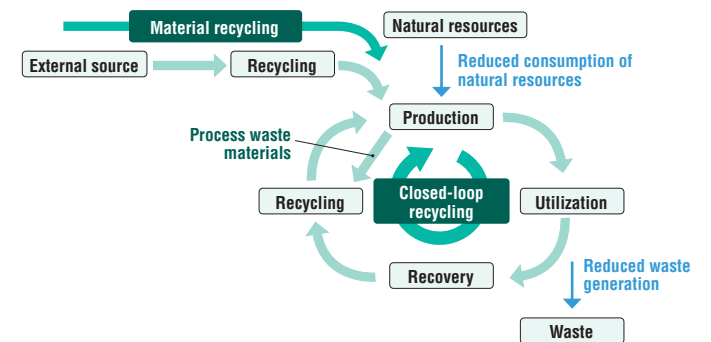 Material recycling
Natural resources
External source
Recycling
Reduced consumption of
natural resources
Production
Process waste
materials
Recycling
Closed-loop
recycling
Utilization
Recovery
Reduced waste
generation
Waste